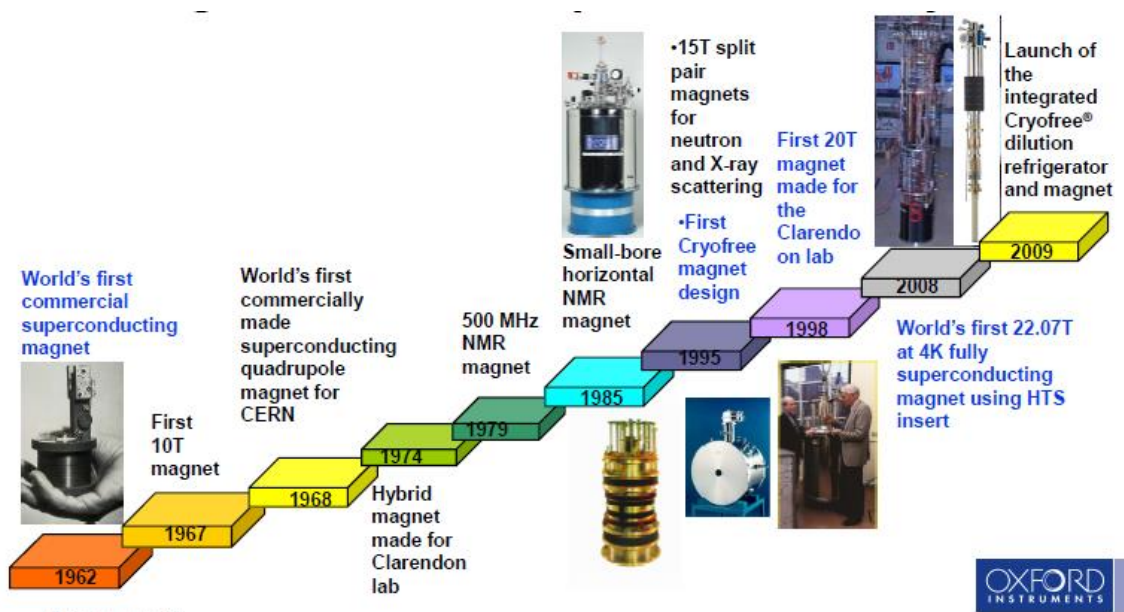 World's first
commercial
superconducting
magnet
1962
First
10T
magnet
1967
World's first
commercially
made
superconducting
quadrupole
magnet for
CERN
1968
1974
Hybrid
magnet
made for
Clarendon
lab
500 MHz
NMR
magnet
1979
Small-bore
horizontal
NMR
magnet
1985
•15T split
pair
magnets
for
neutron
and X-ray
scattering
•First
Cryofree
magnet
design
1995
First 20T
magnet
made for
the
Clarendo
on lab
1998
2008
World's first 22.07T
at 4K fully
superconducting
magnet using HTS
insert
Launch of
the
integrated
Cryofree®
dilution
refrigerator
and magnet
2009
OXFORD
INSTRUMENTS